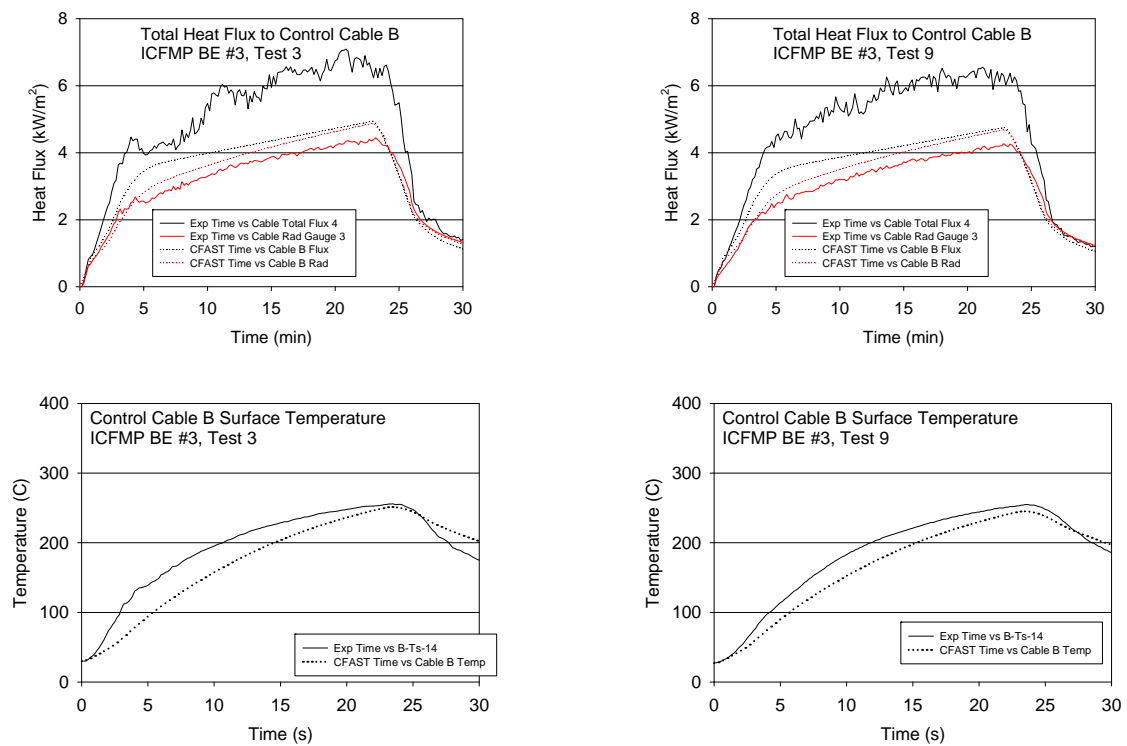 Total Heat Flux to Control Cable B
ICFMP BE #3, Test 3
Heat Flux (kW/m²)
8
6
4
2
0
Exp Time vs Cable Total Flux 4
Exp Time vs Cable Rad Gauge 3
CFAST Time vs Cable B Flux
CFAST Time vs Cable B Rad
0 5 10 15 20 25 30
Time (min)
Total Heat Flux to Control Cable B
ICFMP BE #3, Test 9
Heat Flux (kW/m²)
8
6
4
2
0
Exp Time vs Cable Total Flux 4
Exp Time vs Cable Rad Gauge 3
CFAST Time vs Cable B Flux
CFAST Time vs Cable B Rad
0 5 10 15 20 25 30
Time (min)
Control Cable B Surface Temperature
ICFMP BE #3, Test 3
Temperature (C)
400
300
200
100
0
Exp Time vs B-Ts-14
CFAST Time vs Cable B Temp
0 5 10 15 20 25 30
Time (s)
Control Cable B Surface Temperature
ICFMP BE #3, Test 9
Temperature (C)
400
300
200
100
0
Exp Time vs B-Ts-14
CFAST Time vs Cable B Temp
0 5 10 15 20 25 30
Time (s)